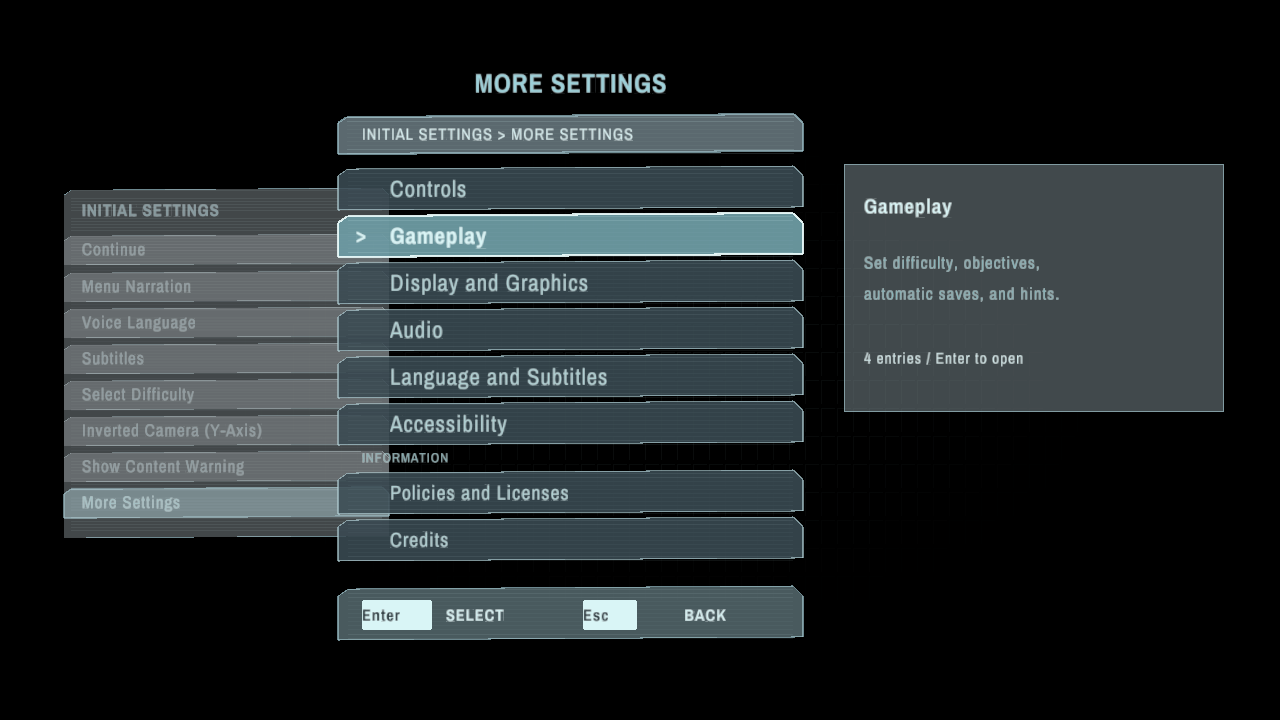 MORE SETTINGS
INITIAL SETTINGS > MORE SETTINGS
INITIAL SETTINGS
Continue
Menu Narration
Voice Language
Subtitles
Select Difficulty
Inverted Camera (Y-Axis)
Show Content Warning
More Settings
Controls
> Gameplay
Display and Graphics
Audio
Language and Subtitles
Accessibility
INFORMATION
Policies and Licenses
Credits
Enter SELECT Esc BACK
Gameplay
Set difficulty, objectives,
automatic saves, and hints.
4 entries / Enter to open